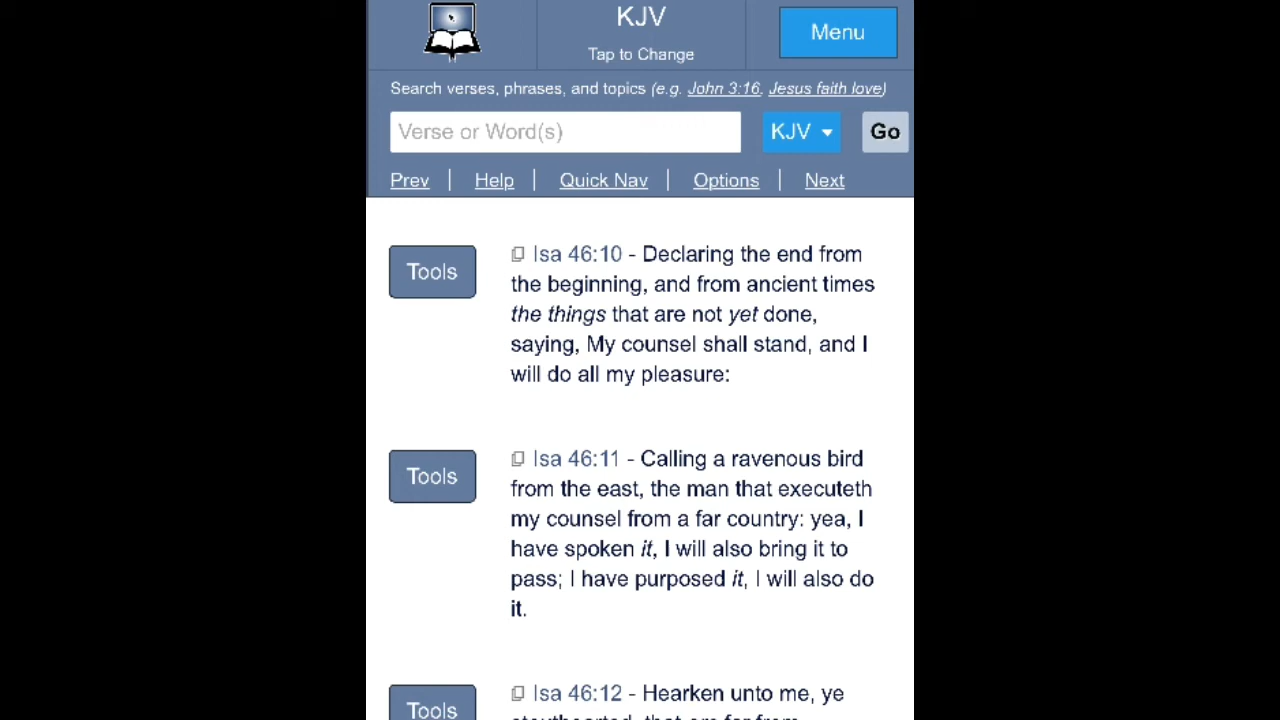 KJV
Tap to Change
Menu
Search verses, phrases, and topics (e.g. John 3:16, Jesus faith love)
Verse or Word(s)
KJV
Go
Prev | Help | Quick Nav | Options | Next
Tools
Isa 46:10 - Declaring the end from
the beginning, and from ancient times
the things that are not yet done,
saying, My counsel shall stand, and I
will do all my pleasure:
Tools
Isa 46:11 - Calling a ravenous bird
from the east, the man that executeth
my counsel from a far country: yea, I
have spoken it, I will also bring it to
pass; I have purposed it, I will also do
it.
Tools
Isa 46:12 - Hearken unto me, ye